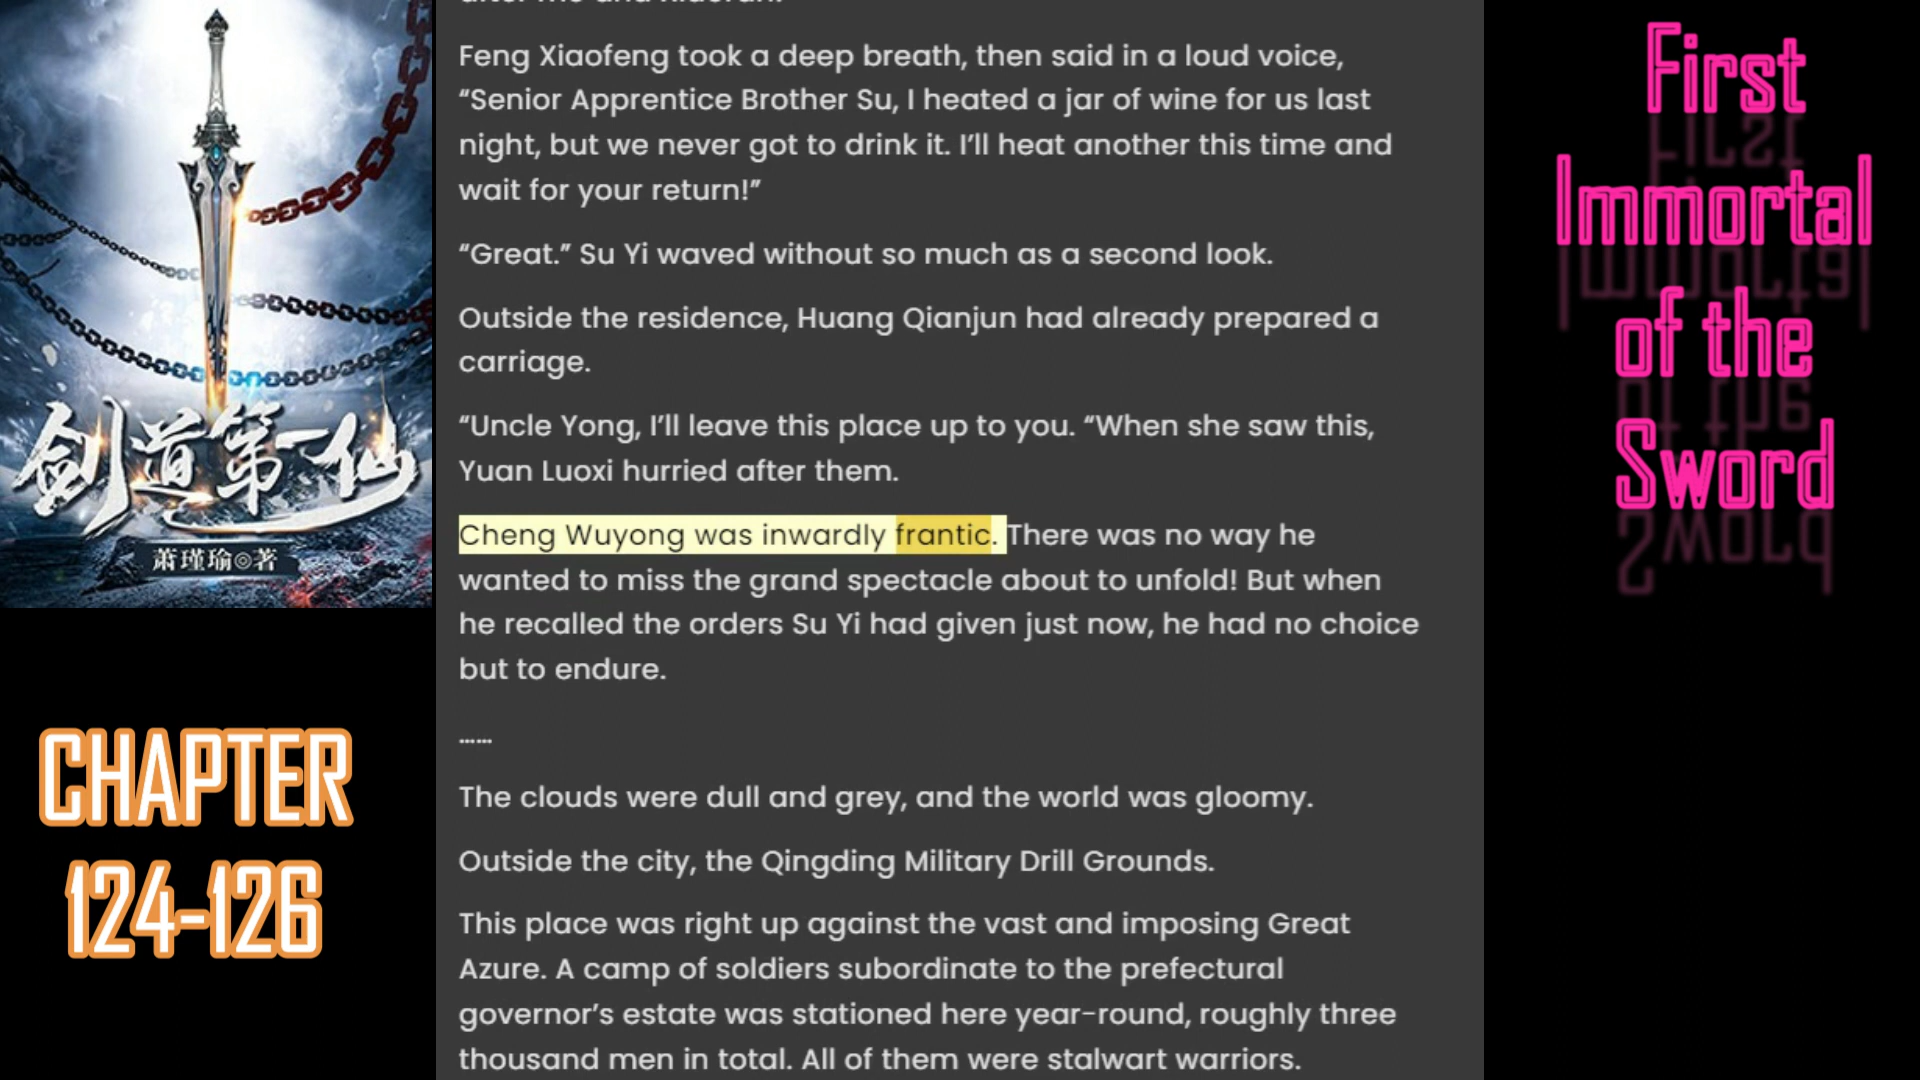 剑道第一仙
萧瑾瑜◎著
CHAPTER
124-126
Feng Xiaofeng took a deep breath, then said in a loud voice,
“Senior Apprentice Brother Su, I heated a jar of wine for us last
night, but we never got to drink it. I’ll heat another this time and
wait for your return!”
“Great.” Su Yi waved without so much as a second look.
Outside the residence, Huang Qianjun had already prepared a
carriage.
“Uncle Yong, I’ll leave this place up to you. “When she saw this,
Yuan Luoxi hurried after them.
Cheng Wuyong was inwardly frantic. There was no way he
wanted to miss the grand spectacle about to unfold! But when
he recalled the orders Su Yi had given just now, he had no choice
but to endure.
……
The clouds were dull and grey, and the world was gloomy.
Outside the city, the Qingding Military Drill Grounds.
This place was right up against the vast and imposing Great
Azure. A camp of soldiers subordinate to the prefectural
governor’s estate was stationed here year-round, roughly three
thousand men in total. All of them were stalwart warriors.
First
Immortal
of the
Sword